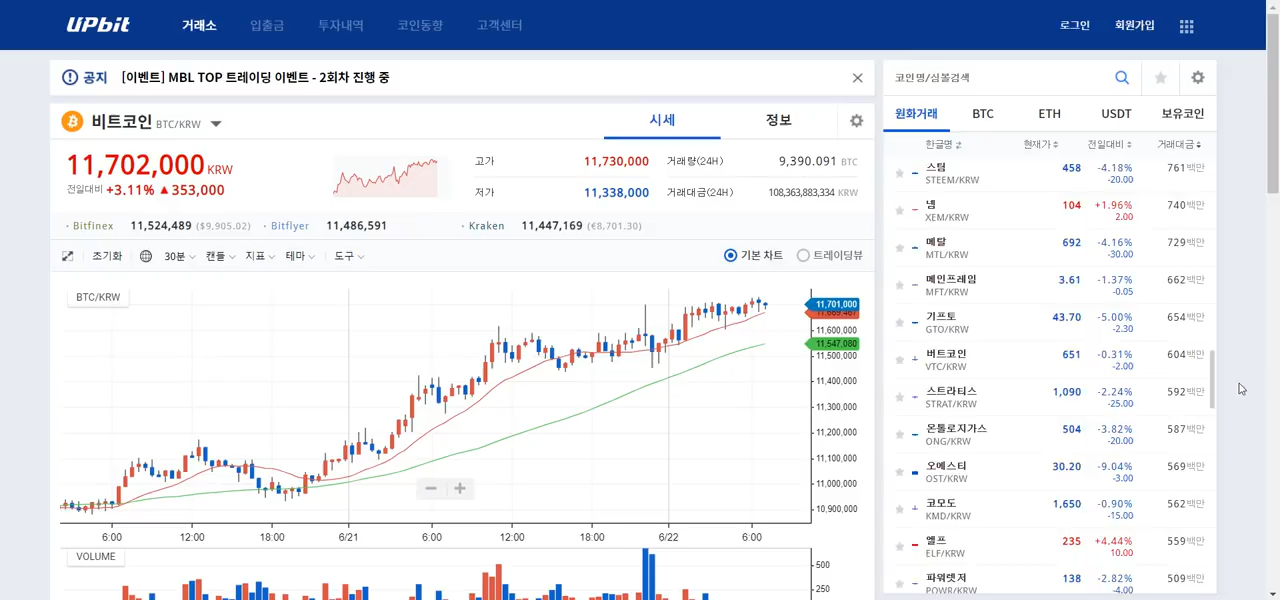 UPbit 거래소 입출금 투자내역 코인동향 고객센터 로그인 회원가입
공지 [이벤트] MBL TOP 트레이딩 이벤트 - 2회차 진행 중
비트코인 BTC/KRW 시세 정보
11,702,000 KRW
전일대비 +3.11% ▲ 353,000
고가 11,730,000 거래량(24H) 9,390.091 BTC
저가 11,338,000 거래대금(24H) 108,363,883,334 KRW
· Bitfinex 11,524,489 ($9,905.02) · Bitflyer 11,486,591 · Kraken 11,447,169 (€8,701.30)
초기화 30분 캔들 지표 테마 도구 기본 차트 트레이딩뷰
BTC/KRW
11,701,000
11,669,467
11,600,000
11,547,080
11,500,000
11,400,000
11,300,000
11,200,000
11,100,000
11,000,000
10,900,000
6:00 12:00 18:00 6/21 6:00 12:00 18:00 6/22 6:00
VOLUME
500
250
코인명/심볼검색
원화거래 BTC ETH USDT 보유코인
한글명 현재가 전일대비 거래대금
스팀 458 -4.18% 761백만
STEEM/KRW -20.00
넴 104 +1.96% 740백만
XEM/KRW 2.00
메탈 692 -4.16% 729백만
MTL/KRW -30.00
메인프레임 3.61 -1.37% 662백만
MFT/KRW -0.05
기프토 43.70 -5.00% 654백만
GTO/KRW -2.30
버트코인 651 -0.31% 604백만
VTC/KRW -2.00
스트라티스 1,090 -2.24% 592백만
STRAT/KRW -25.00
온톨로지가스 504 -3.82% 587백만
ONG/KRW -20.00
오에스티 30.20 -9.04% 569백만
OST/KRW -3.00
코모도 1,650 -0.90% 562백만
KMD/KRW -15.00
엘프 235 +4.44% 559백만
ELF/KRW 10.00
파워렛저 138 -2.82% 509백만
POWR/KRW -4.00